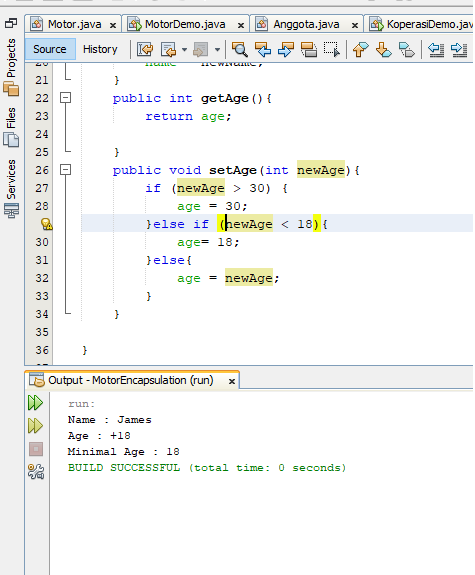 Motor.java x MotorDemo.java x Anggota.java x KoperasiDemo.jav
Source History
Projects
Files
Services
20 name = newName;
21 }
22 public int getAge(){
23 return age;
24
25 }
26 public void setAge(int newAge){
27 if (newAge > 30) {
28 age = 30;
}else if (newAge < 18){
30 age= 18;
31 }else{
32 age = newAge;
33 }
34 }
35
36 }
Output - MotorEncapsulation (run) x
run:
Name : James
Age : +18
Minimal Age : 18
BUILD SUCCESSFUL (total time: 0 seconds)